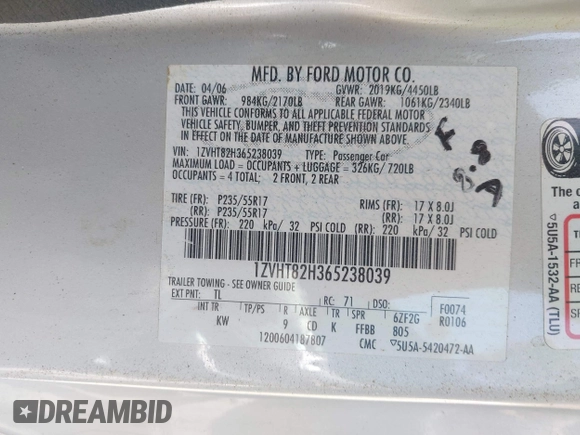 MFD. BY FORD MOTOR CO.
DATE: 04/06 GVWR: 2019KG/4450LB
FRONT GAWR: 984KG/2170LB REAR GAWR: 1061KG/2340LB
THIS VEHICLE CONFORMS TO ALL APPLICABLE FEDERAL MOTOR
VEHICLE SAFETY, BUMPER, AND THEFT PREVENTION STANDARDS
IN EFFECT ON THE DATE OF MANUFACTURE SHOWN ABOVE.
VIN: 1ZVHT82H365238039 TYPE: Passenger Car
MAXIMUM LOAD = OCCUPANTS + LUGGAGE = 326KG/ 720LB
OCCUPANTS = 4 TOTAL: 2 FRONT, 2 REAR
TIRE (FR): P235/55R17 RIMS (FR): 17 X 8.0J
(RR): P235/55R17 (RR): 17 X 8.0J
PRESSURE (FR): 220 kPa/ 32 PSI COLD (RR): 220 kPa/ 32 PSI COLD
1ZVHT82H365238039
TRAILER TOWING - SEE OWNER GUIDE
EXT PNT: TL RC: 71 DSO: F0074
WB INT TR TP/PS R AXLE TR SPR 6ZF2G R0106
KW 9 CD K FFBB 805
1200604187807 CMC 5U5A-5420472-AA
5U5A-1532-AA (TLU)
DREAMBID